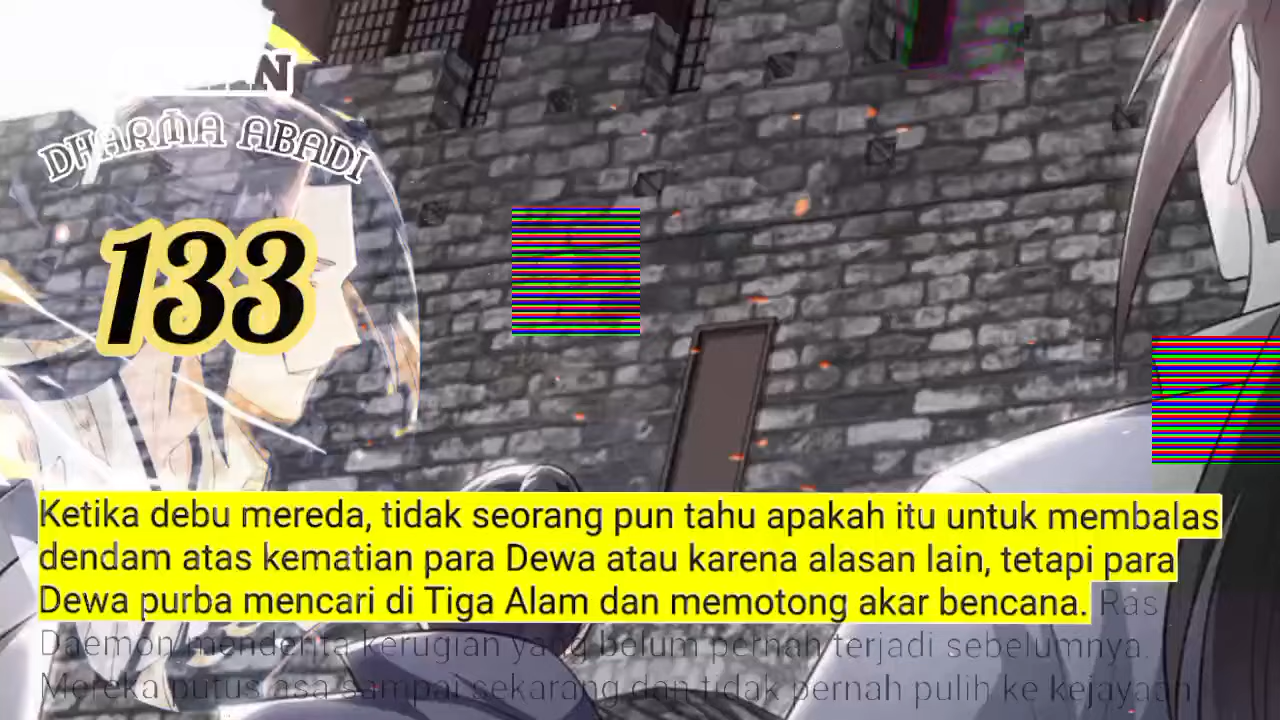 DHARMA ABADI
133
Ketika debu mereda, tidak seorang pun tahu apakah itu untuk membalas
dendam atas kematian para Dewa atau karena alasan lain, tetapi para
Dewa purba mencari di Tiga Alam dan memotong akar bencana. Ras
Daemon menderita kerugian yang belum pernah terjadi sebelumnya.
Mereka putus asa sampai sekarang dan tidak pernah pulih ke kejayaan